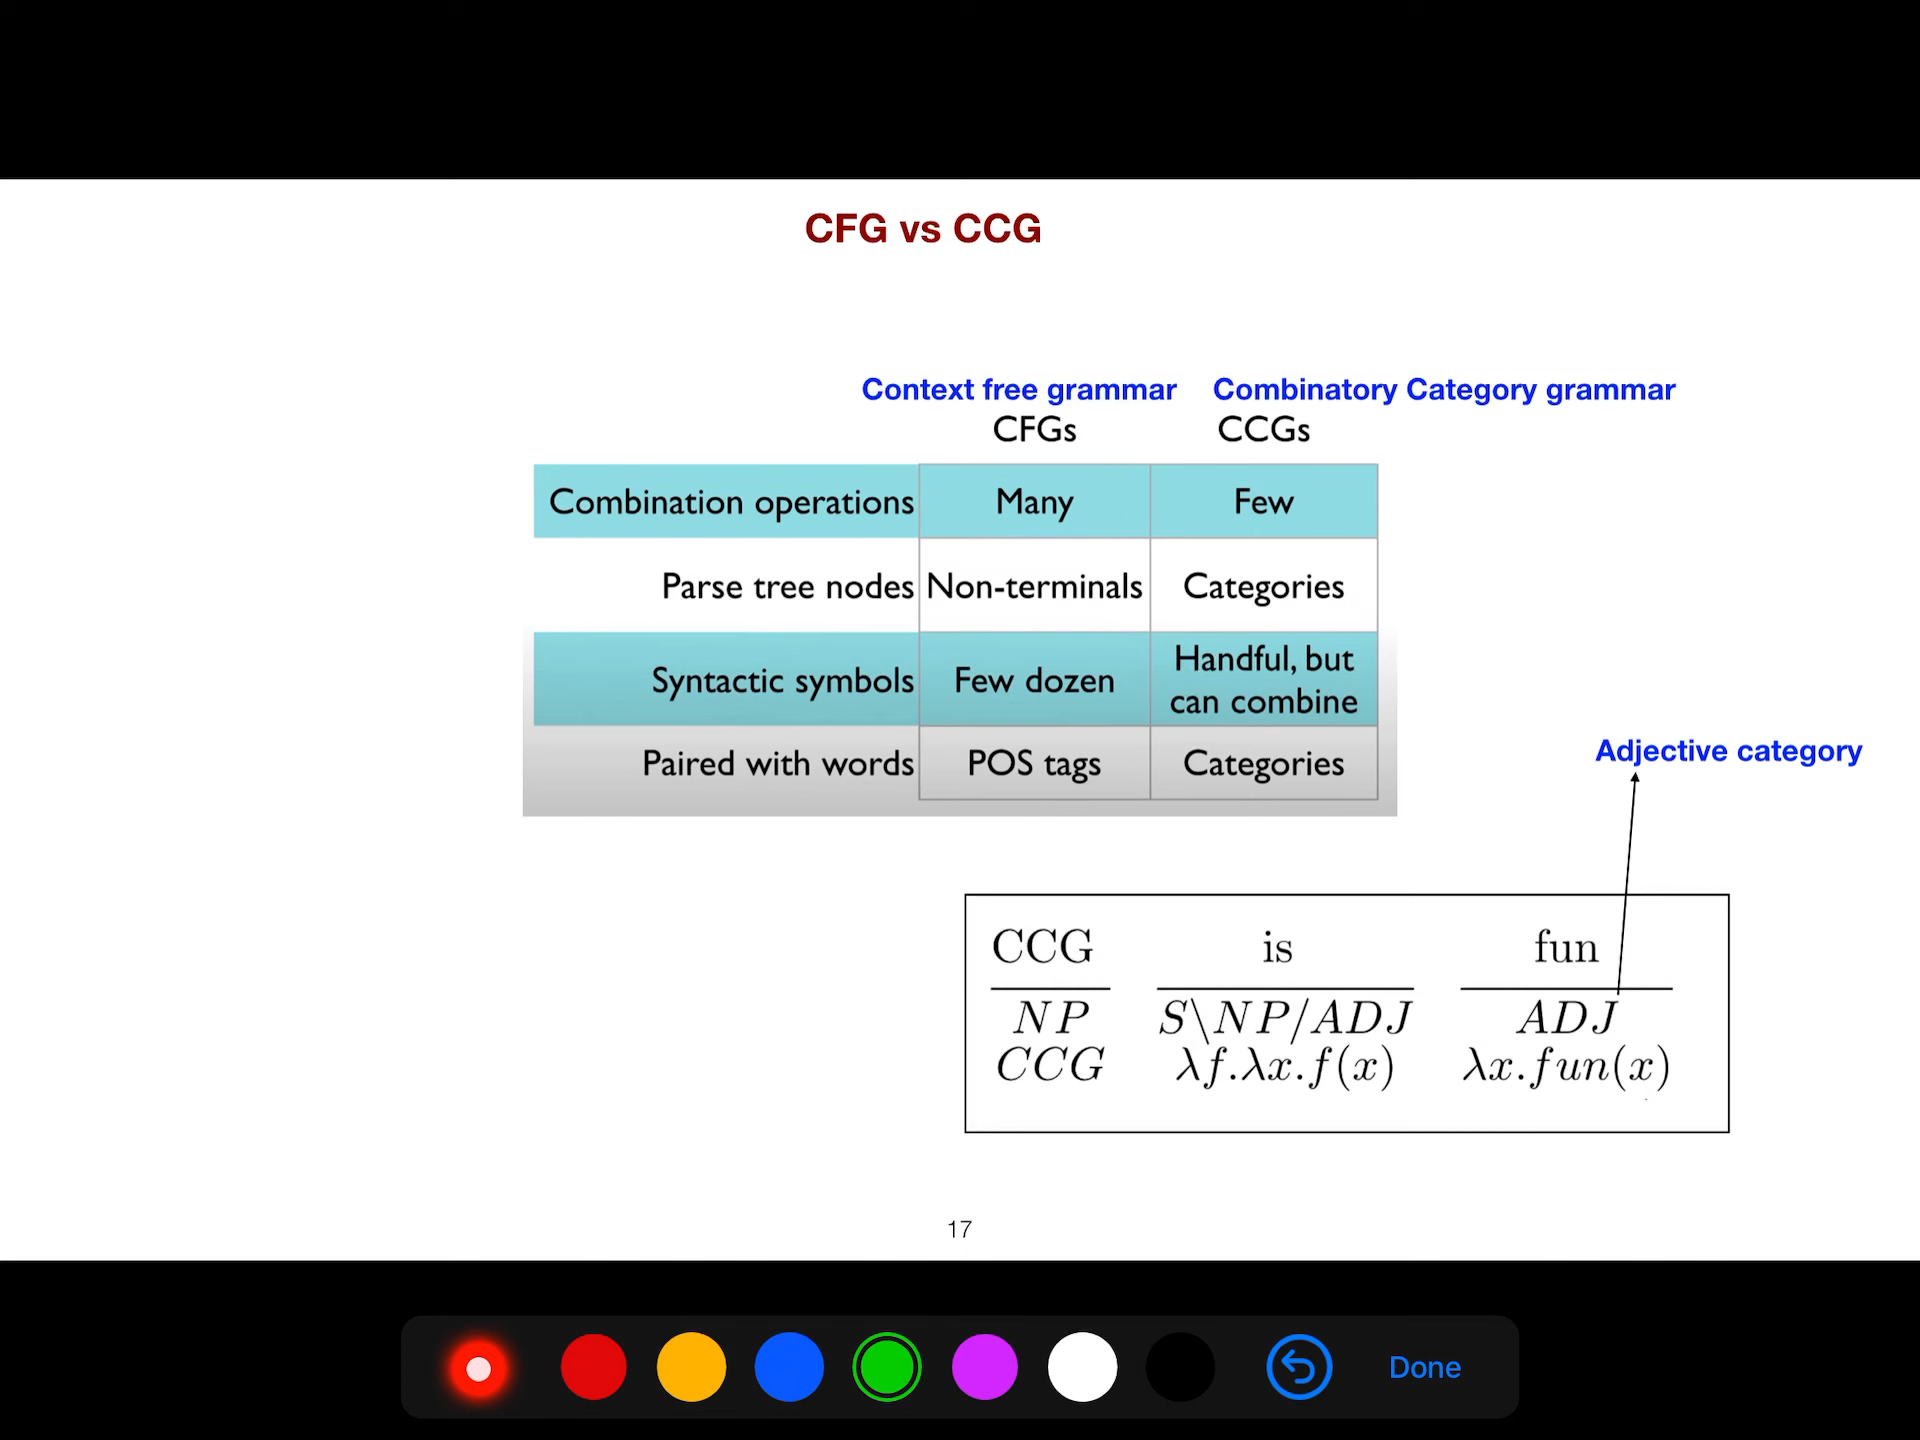 CFG vs CCG
Context free grammar Combinatory Category grammar
CFGs CCGs
Combination operations Many Few
Parse tree nodes Non-terminals Categories
Syntactic symbols Few dozen Handful, but can combine
Paired with words POS tags Categories
Adjective category
CCG is fun
NP S\NP/ADJ ADJ
CCG λf.λx.f(x) λx.fun(x)
17
Done